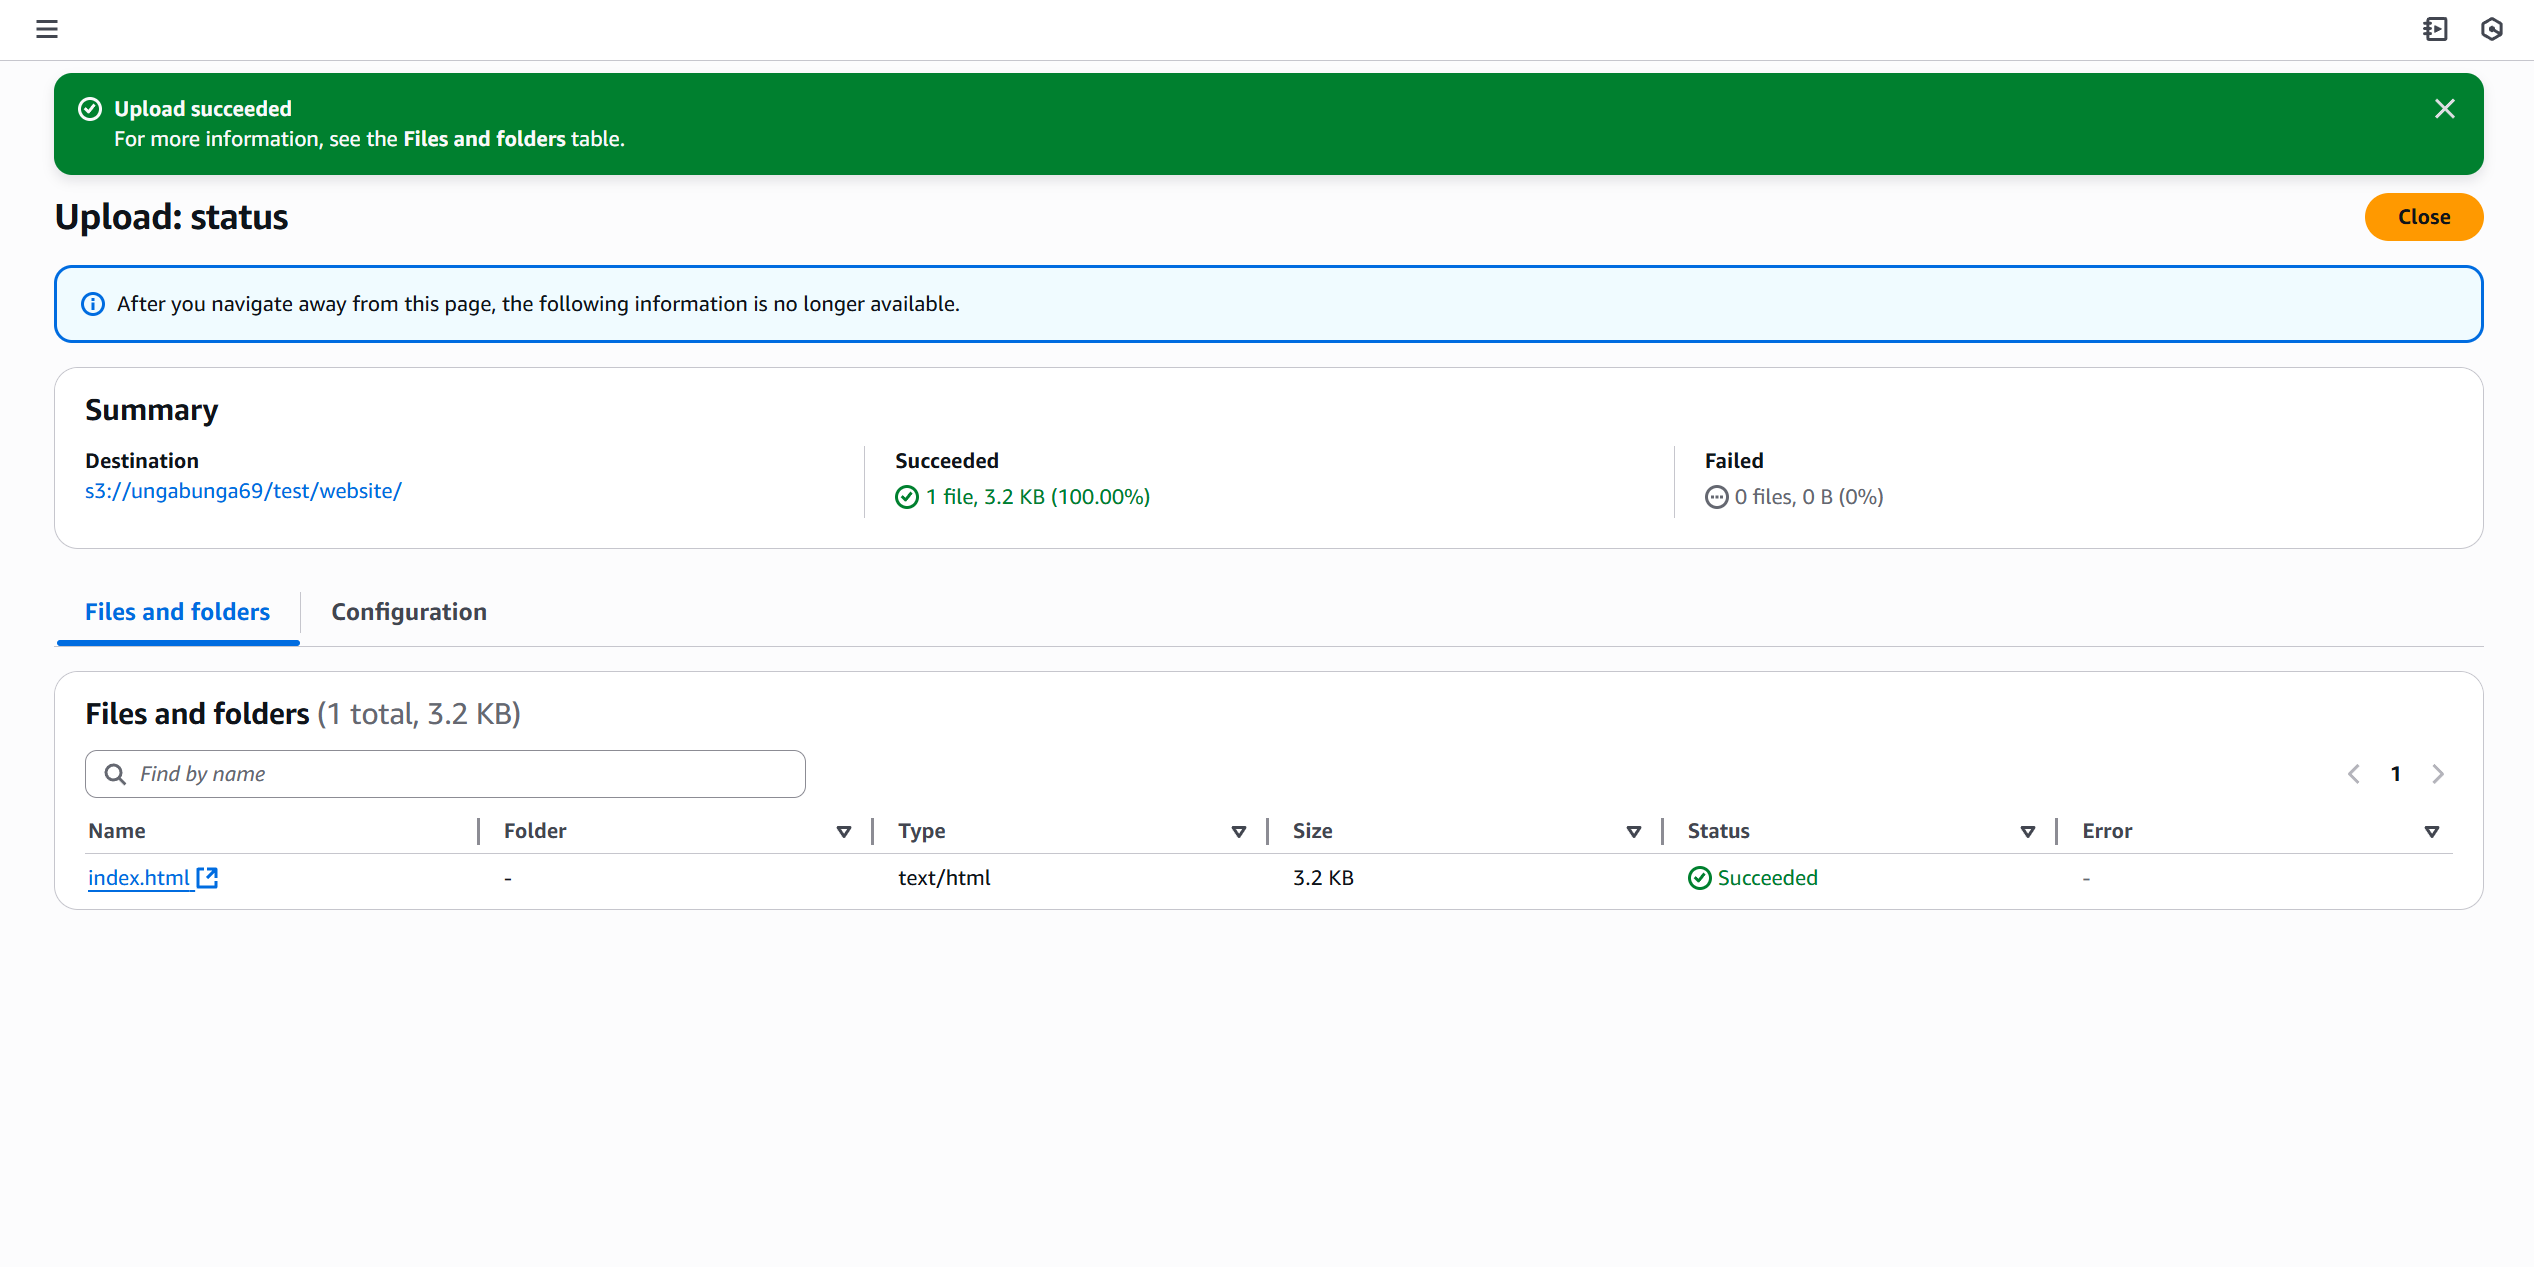 Upload succeeded
For more information, see the Files and folders table.
Upload: status
Close
After you navigate away from this page, the following information is no longer available.
Summary
Destination
s3://ungabunga69/test/website/
Succeeded
1 file, 3.2 KB (100.00%)
Failed
0 files, 0 B (0%)
Files and folders
Configuration
Files and folders (1 total, 3.2 KB)
Find by name
1
Name Folder Type Size Status Error
index.html - text/html 3.2 KB Succeeded -